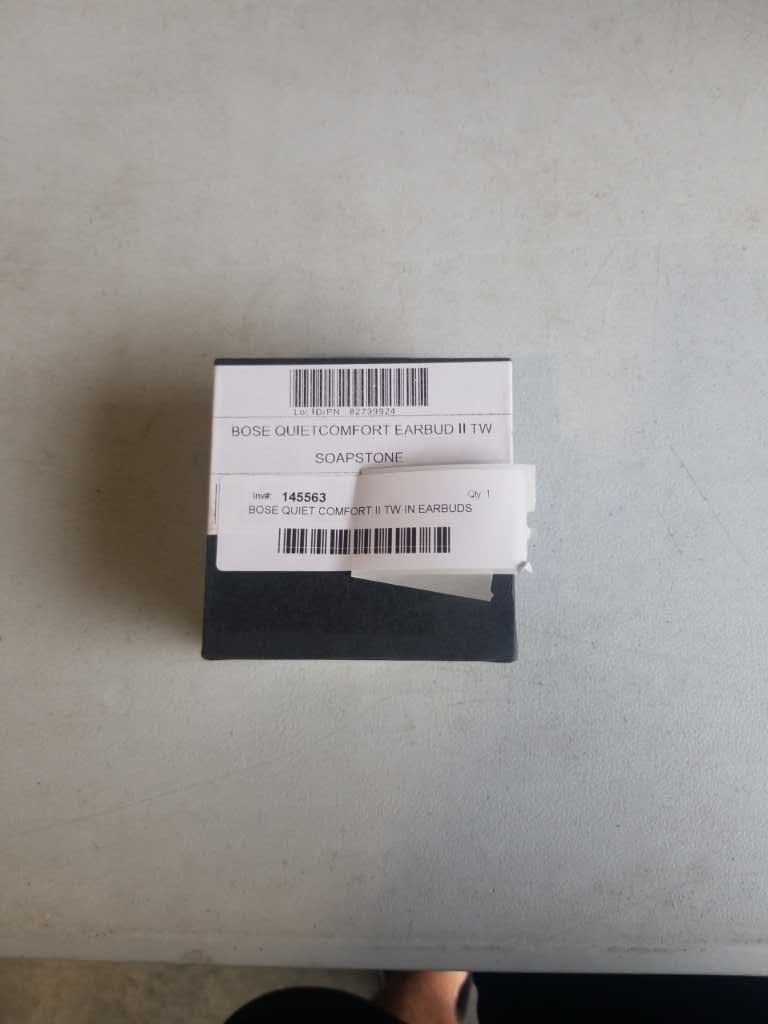 Lot ID/PN 82799924
BOSE QUIETCOMFORT EARBUD II TW
SOAPSTONE
Inv#: 145563 Qty 1
BOSE QUIET COMFORT II TW IN EARBUDS